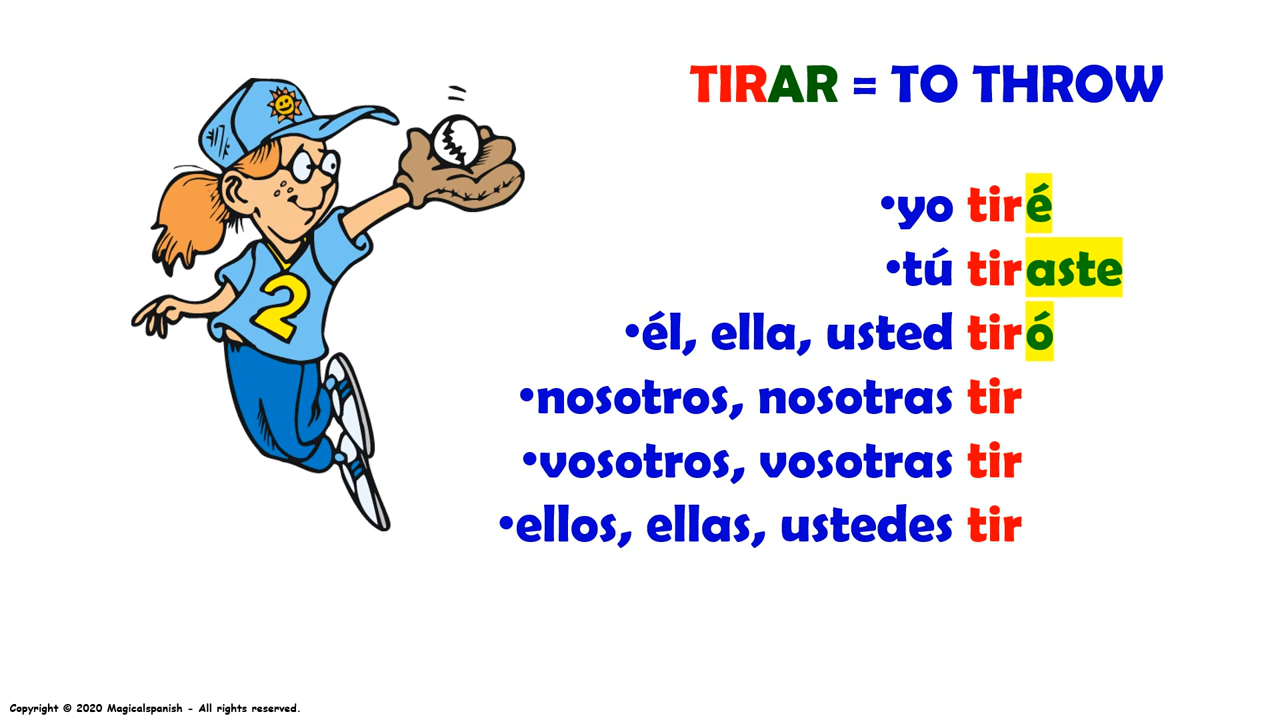 TIRAR = TO THROW
•yo tiré
•tú tiraste
•él, ella, usted tiró
•nosotros, nosotras tir
•vosotros, vosotras tir
•ellos, ellas, ustedes tir
2
Copyright © 2020 Magicalspanish - All rights reserved.